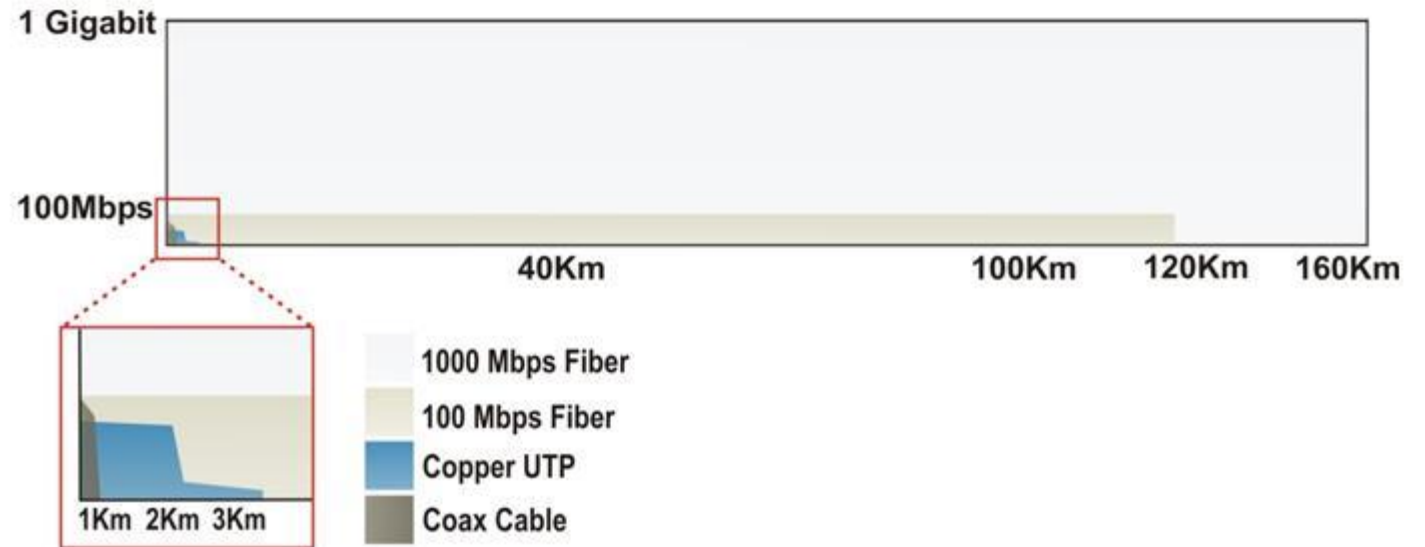 1 Gigabit
100Mbps
40Km 100Km 120Km 160Km
1Km 2Km 3Km
1000 Mbps Fiber
100 Mbps Fiber
Copper UTP
Coax Cable